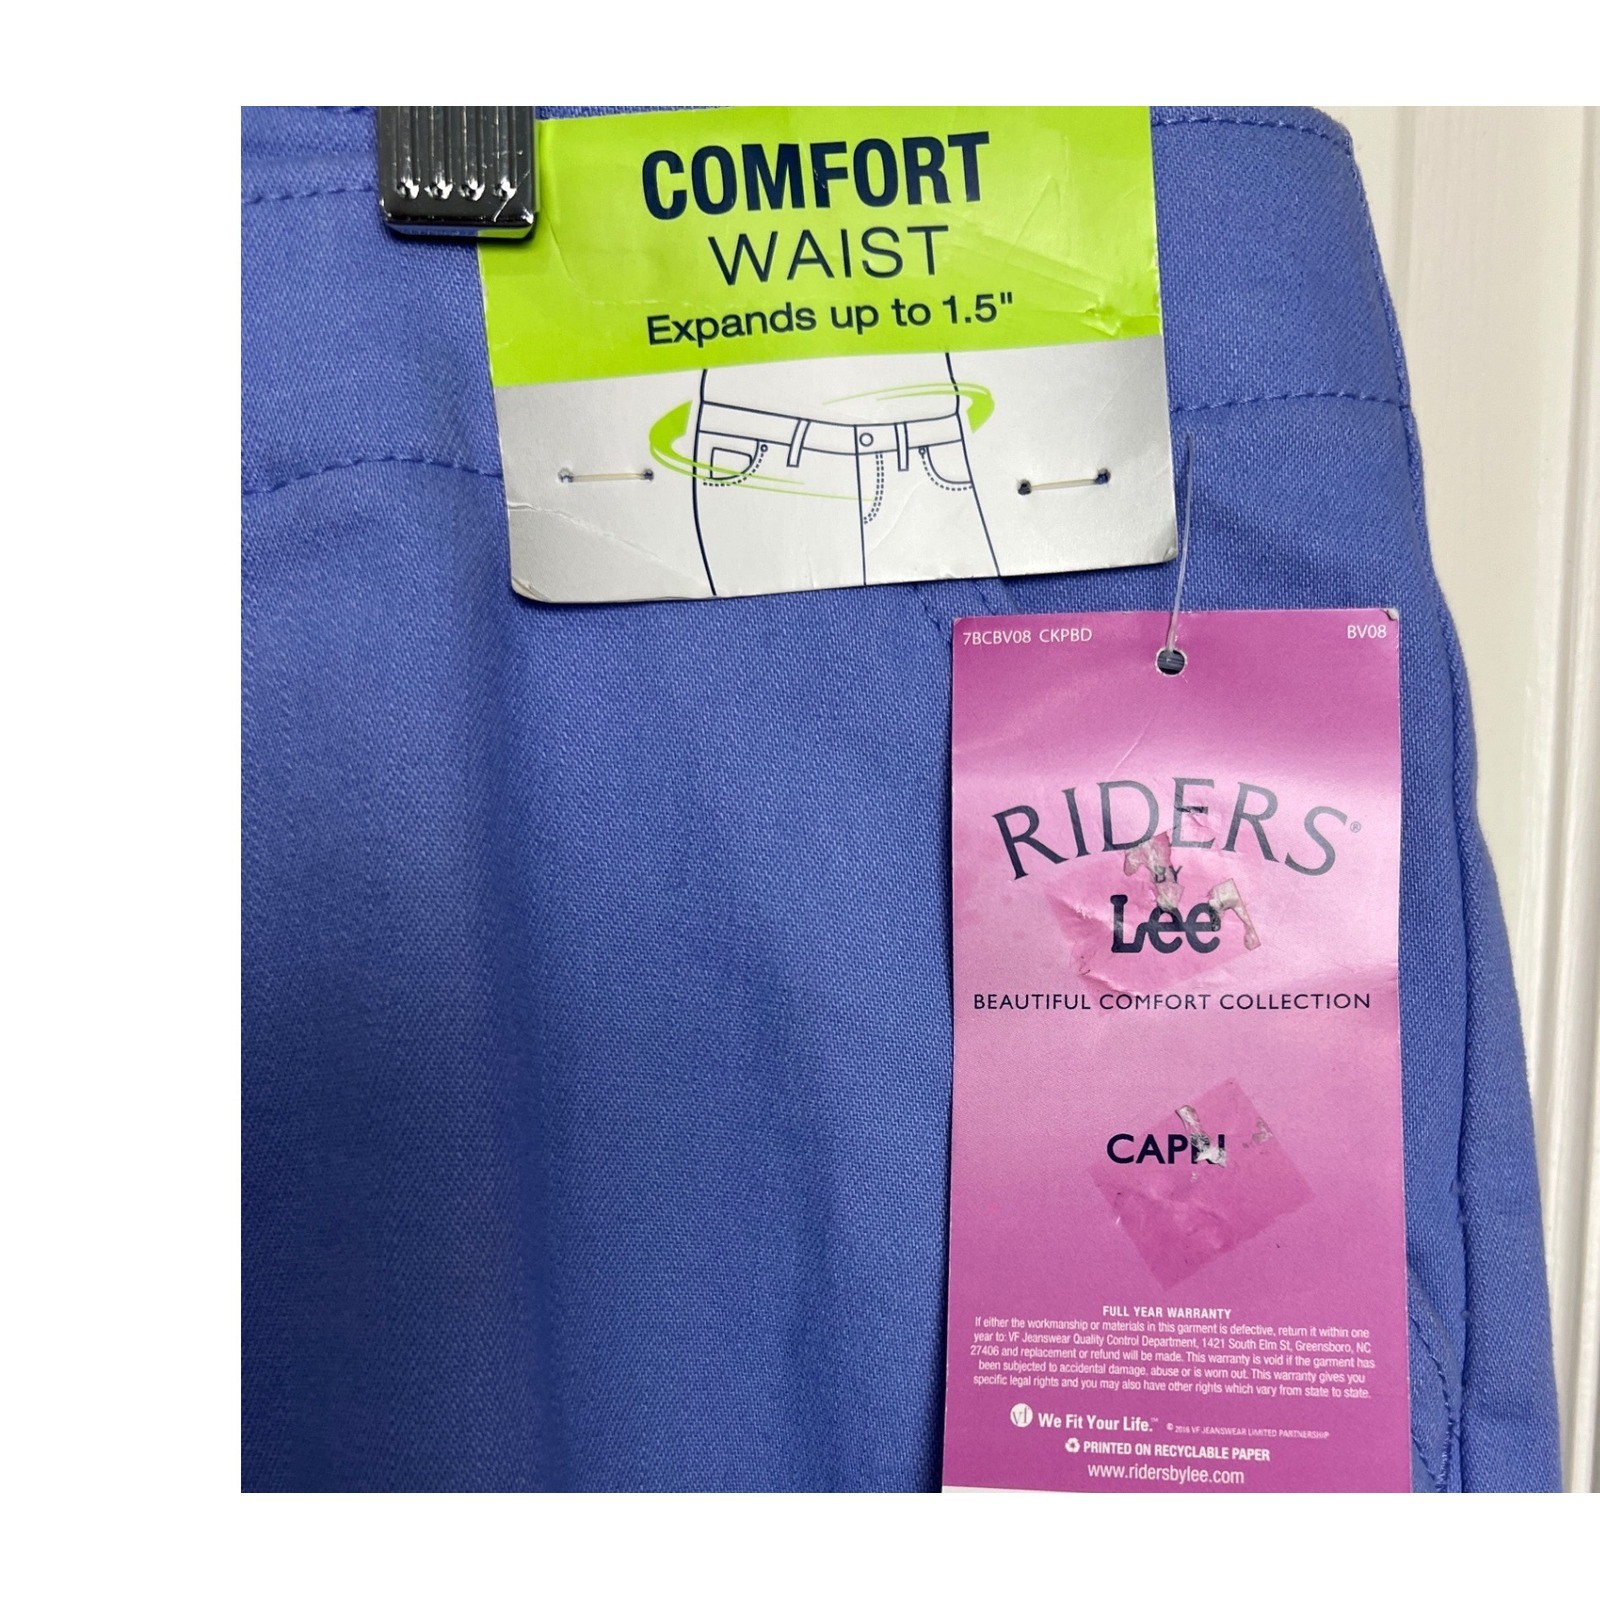 COMFORT
WAIST
Expands up to 1.5"
7BCBV08 CKPBD
BV08
RIDERS®
BY
Lee
BEAUTIFUL COMFORT COLLECTION
CAPRI
FULL YEAR WARRANTY
If either the workmanship or materials in this garment is defective, return it within one
year to: VF Jeanswear Quality Control Department, 1421 South Elm St, Greensboro, NC
27406 and replacement or refund will be made. This warranty is void if the garment has
been subjected to accidental damage, abuse or is worn out. This warranty gives you
specific legal rights and you may also have other rights which vary from state to state.
vf We Fit Your Life.™ © 2016 VF JEANSWEAR LIMITED PARTNERSHIP
PRINTED ON RECYCLABLE PAPER
www.ridersbylee.com